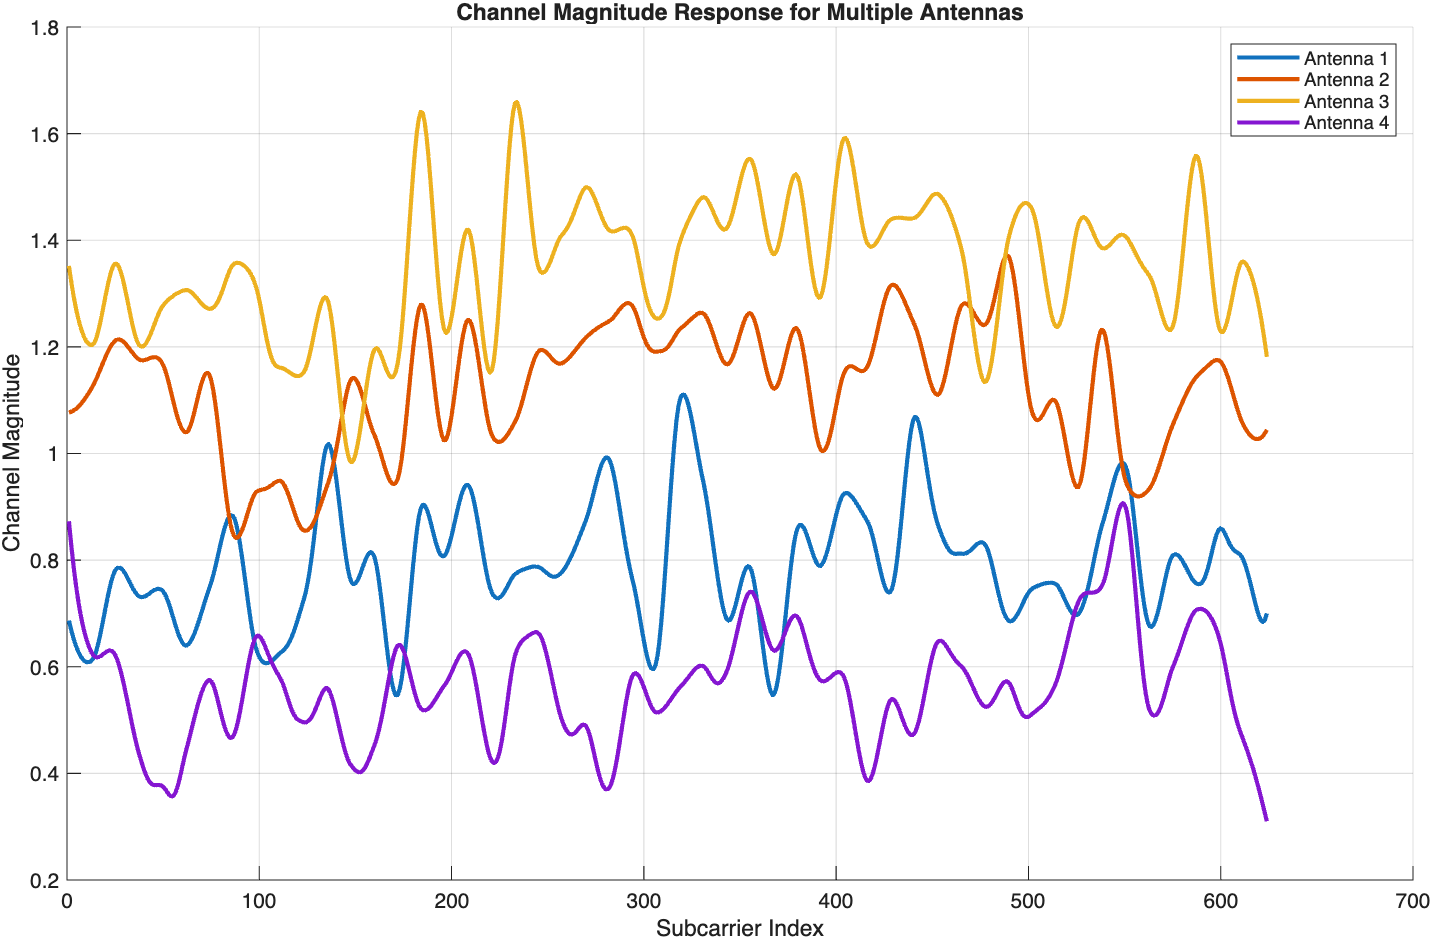 Channel Magnitude Response for Multiple Antennas
1.8
1.6
1.4
1.2
1
0.8
0.6
0.4
0.2
Channel Magnitude
Antenna 1
Antenna 2
Antenna 3
Antenna 4
0 100 200 300 400 500 600 700
Subcarrier Index